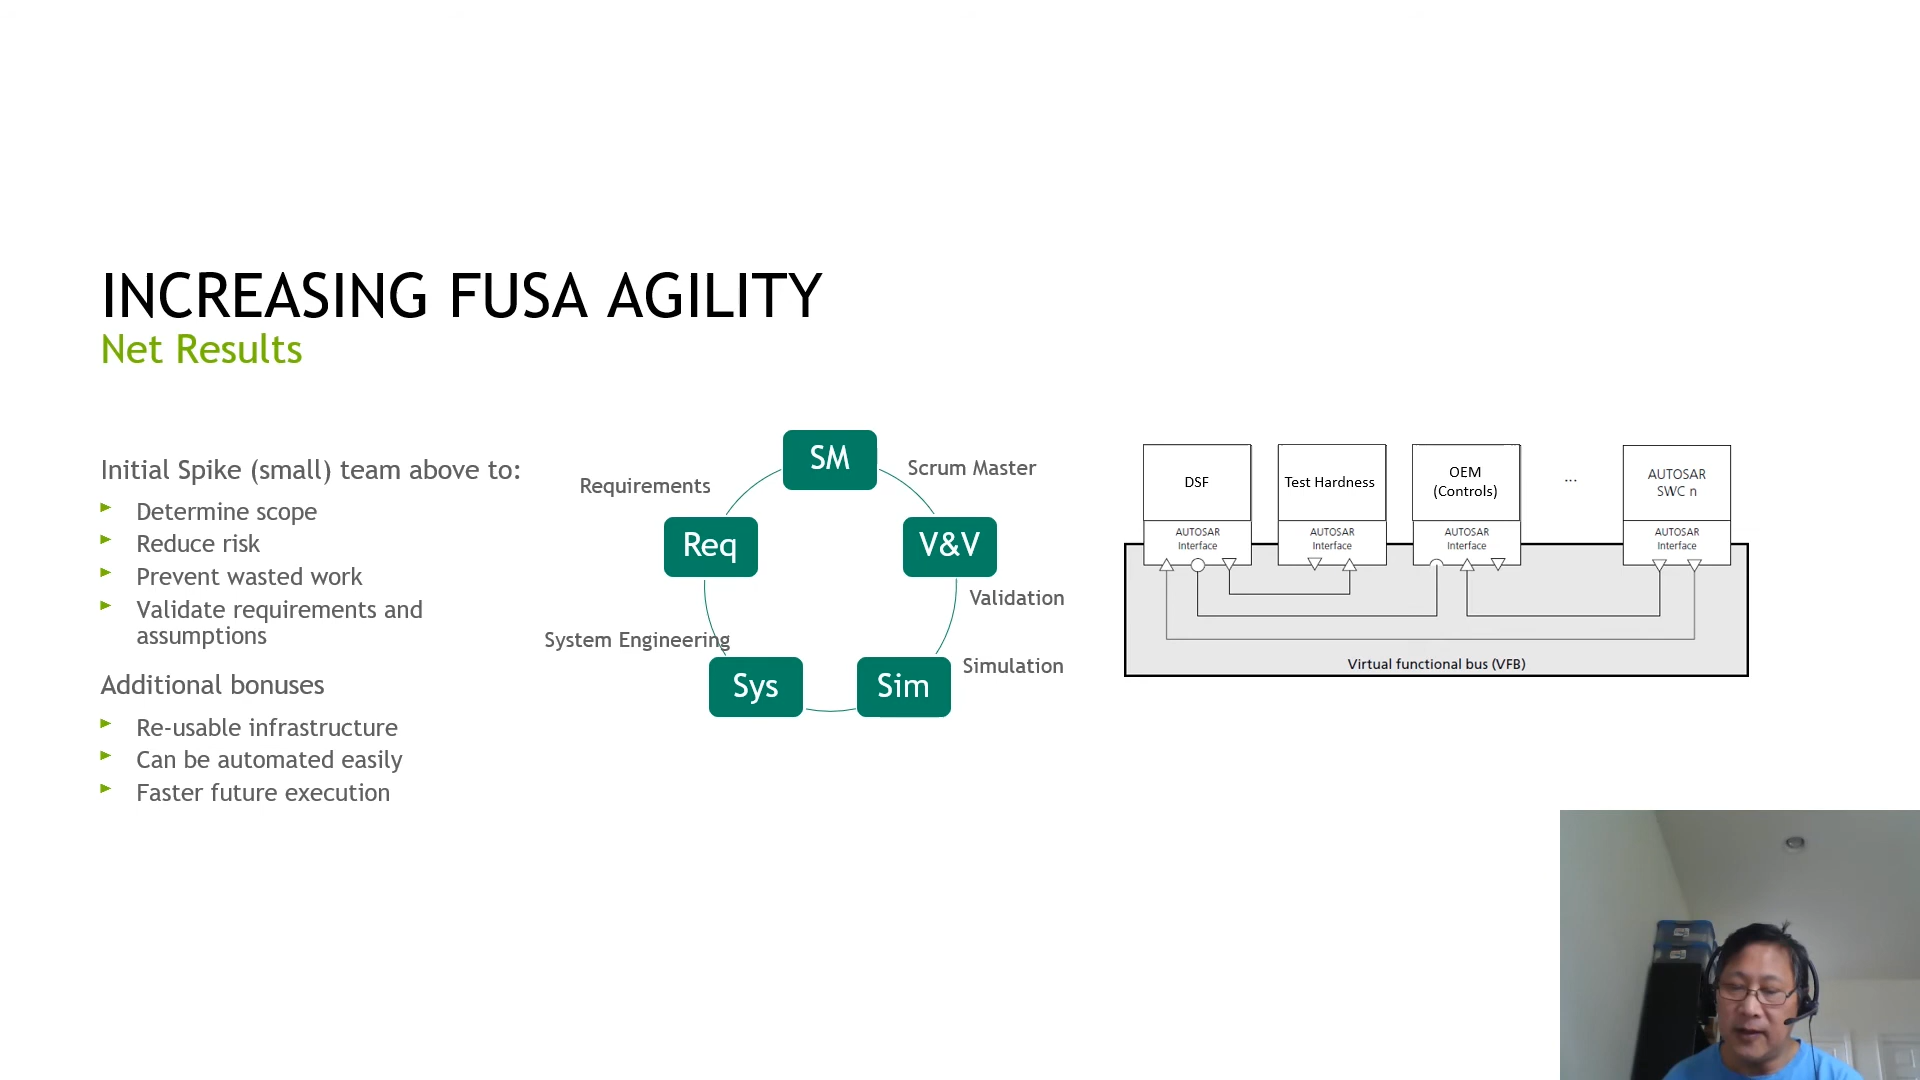 INCREASING FUSA AGILITY
Net Results
Initial Spike (small) team above to:
Determine scope
Reduce risk
Prevent wasted work
Validate requirements and
assumptions
Additional bonuses
Re-usable infrastructure
Can be automated easily
Faster future execution
SM
Scrum Master
Requirements
Req
V&V
Validation
System Engineering
Simulation
Sys
Sim
DSF
Test Hardness
OEM
(Controls)
...
AUTOSAR
SWC n
AUTOSAR
Interface
AUTOSAR
Interface
AUTOSAR
Interface
AUTOSAR
Interface
Virtual functional bus (VFB)